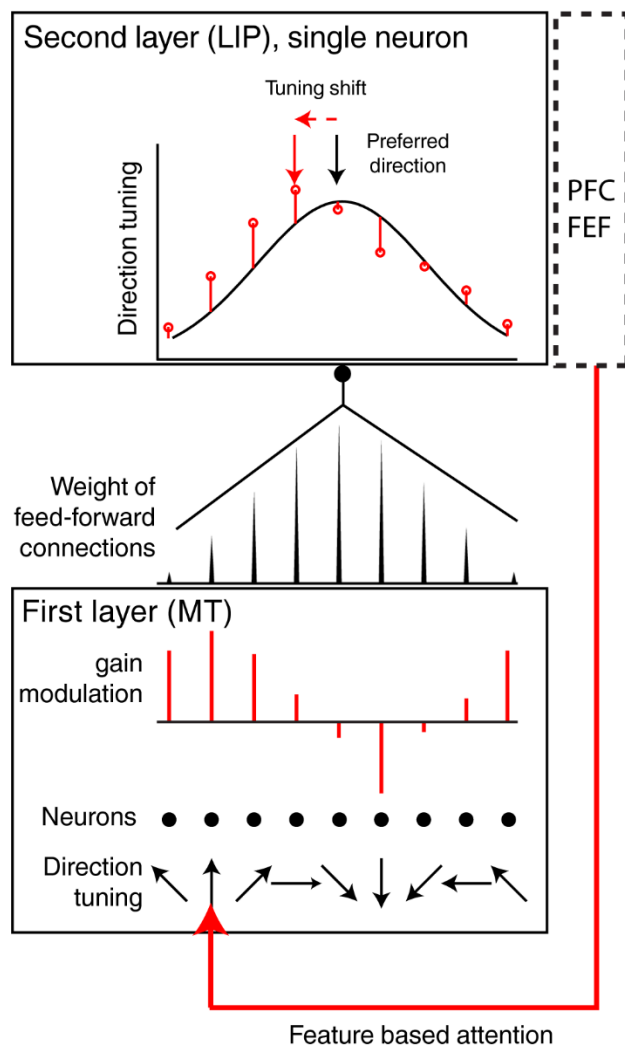 Second layer (LIP), single neuron
Tuning shift
Preferred
direction
Direction tuning
PFC
FEF
Weight of
feed-forward
connections
First layer (MT)
gain
modulation
Neurons
Direction
tuning
Feature based attention